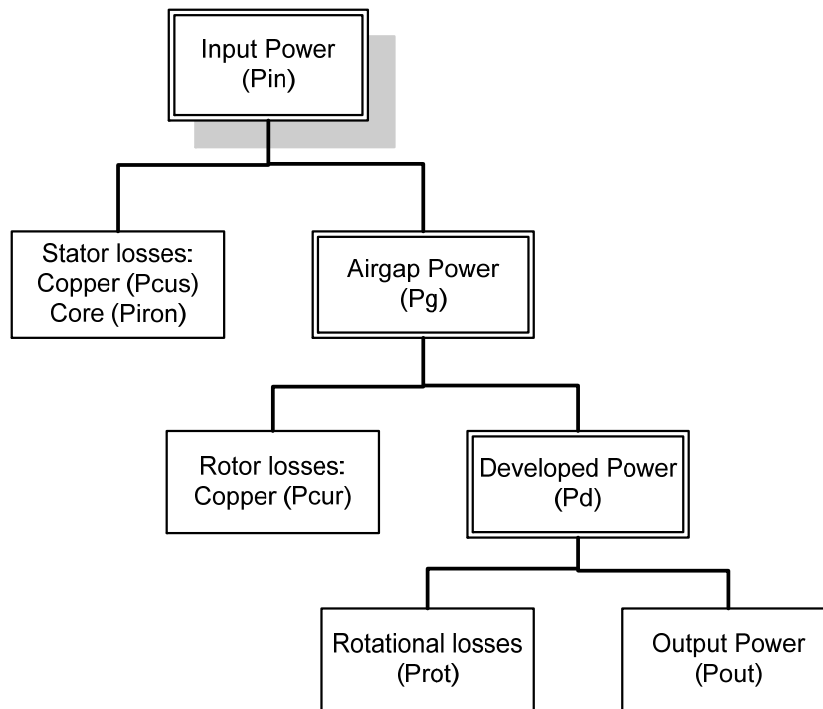 Input Power
(Pin)
Stator losses:
Copper (Pcus)
Core (Piron)
Airgap Power
(Pg)
Rotor losses:
Copper (Pcur)
Developed Power
(Pd)
Rotational losses
(Prot)
Output Power
(Pout)